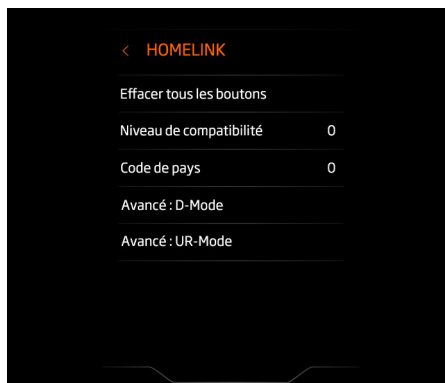 < HOMELINK
Effacer tous les boutons
Niveau de compatibilité 0
Code de pays 0
Avancé : D-Mode
Avancé : UR-Mode